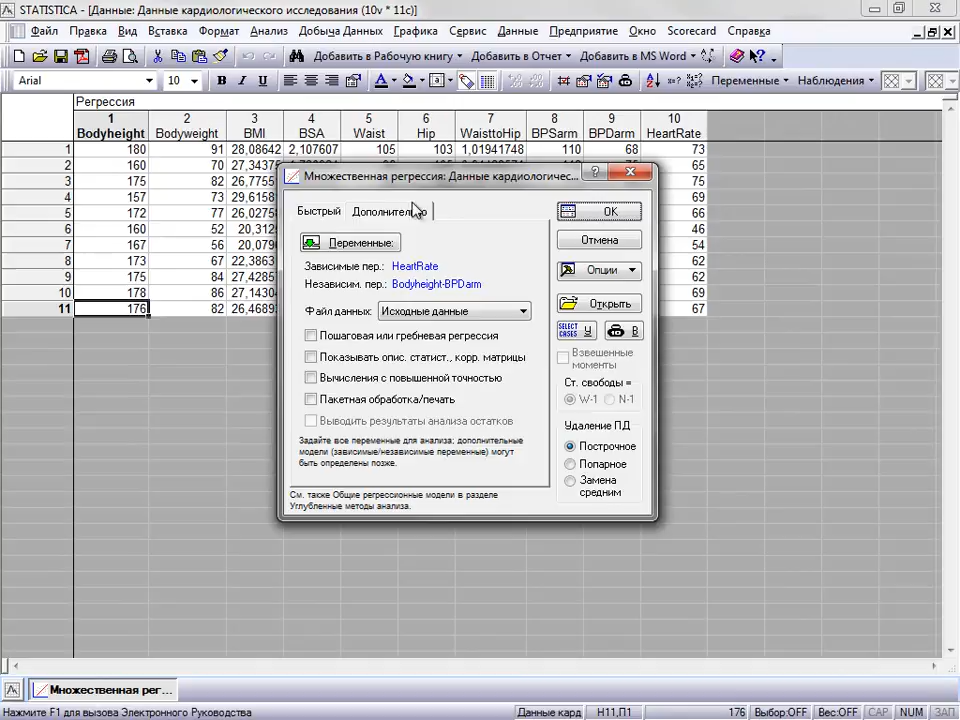 STATISTICA - [Данные: Данные кардиологического исследования (10v * 11c)]
Файл Правка Вид Вставка Формат Анализ Добыча Данных Графика Сервис Данные Предприятие Окно Scorecard Справка
Добавить в Рабочую книгу Добавить в Отчет Добавить в MS Word
Arial 10 B I U Переменные Наблюдения
Регрессия
1 2 3 4 5 6 7 8 9 10
Bodyheight Bodyweight BMI BSA Waist Hip WaisttoHip BPSarm BPDarm HeartRate
1 180 91 28,08642 2,107607 105 103 1,01941748 110 68 73
2 160 70 27,34375 65
3 175 82 75
4 157 73 69
5 172 77 66
6 160 52 46
7 167 56 54
8 173 67 62
9 175 84 62
10 178 86 69
11 176 82 67
Множественная регрессия: Данные кардиологичес...
Быстрый Дополнительно
Переменные:
Зависимые пер.: HeartRate
Независим. пер.: Bodyheight-BPDarm
Файл данных: Исходные данные
Пошаговая или гребневая регрессия
Показывать опис. статист., корр. матрицы
Вычисления с повышенной точностью
Пакетная обработка/печать
Выводить результаты анализа остатков
Задайте все переменные для анализа; дополнительные
модели (зависимые/независимые переменные) могут
быть определены позже.
См. также Общие регрессионные модели в разделе
Углубленные методы анализа.
OK
Отмена
Опции
Открыть
SELECT CASES У В
Взвешенные
моменты
Ст. свободы =
W-1 N-1
Удаление ПД
Построчное
Попарное
Замена
средним
Множественная рег...
Нажмите F1 для вызова Электронного Руководства Данные кард Н11,П1 176 Выбор:OFF Вес:OFF CAP NUM ЗАП